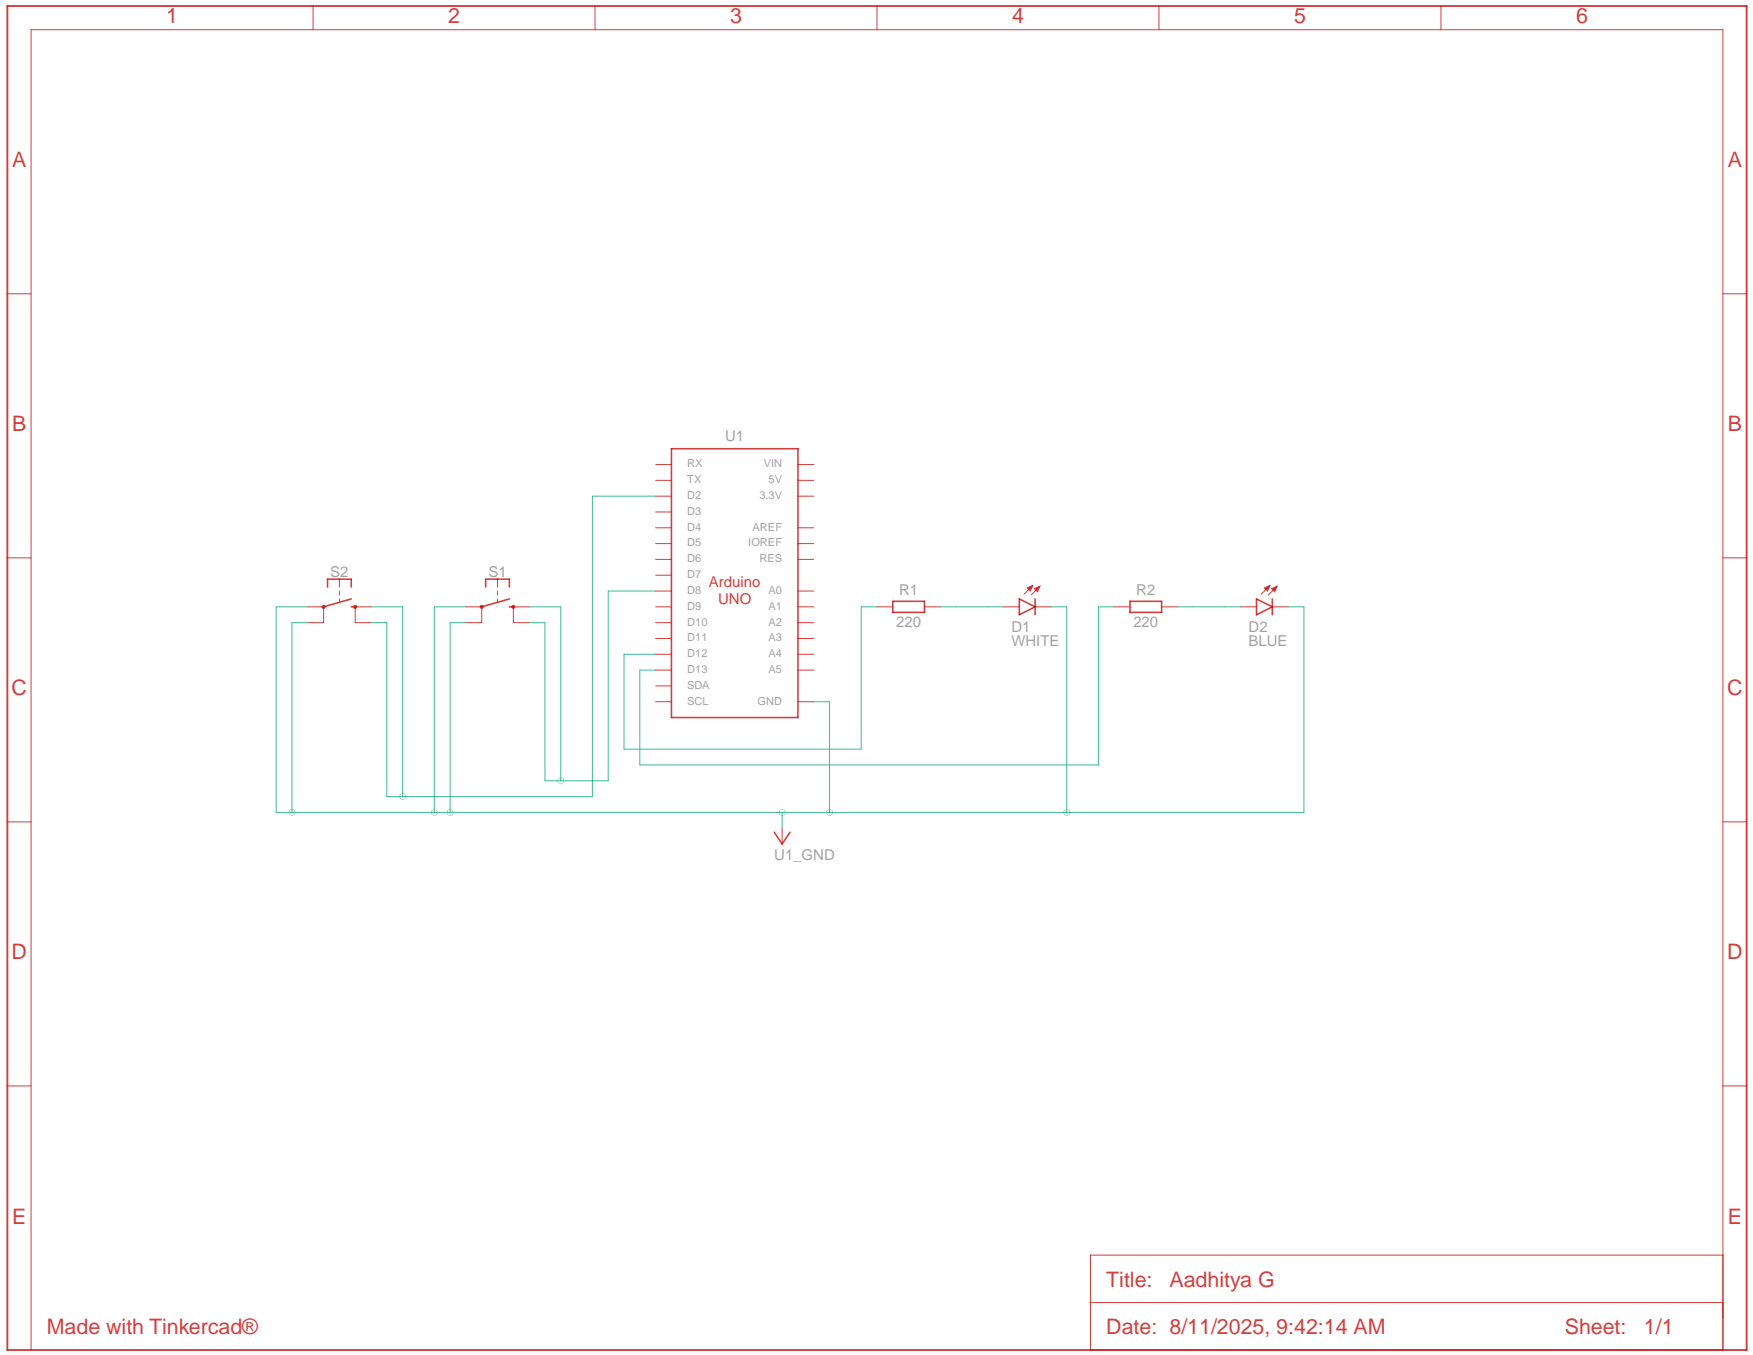 1 2 3 4 5 6
A A
B B
U1
RX VIN
TX 5V
D2 3.3V
D3
D4 AREF
D5 IOREF
D6 RES
D7
D8 A0
D9 A1
D10 A2
D11 A3
D12 A4
D13 A5
SDA
SCL GND
Arduino
UNO
S2 S1
R1
220
D1
WHITE
R2
220
D2
BLUE
C C
U1_GND
D D
E E
Title: Aadhitya G
Date: 8/11/2025, 9:42:14 AM Sheet: 1/1
Made with Tinkercad®